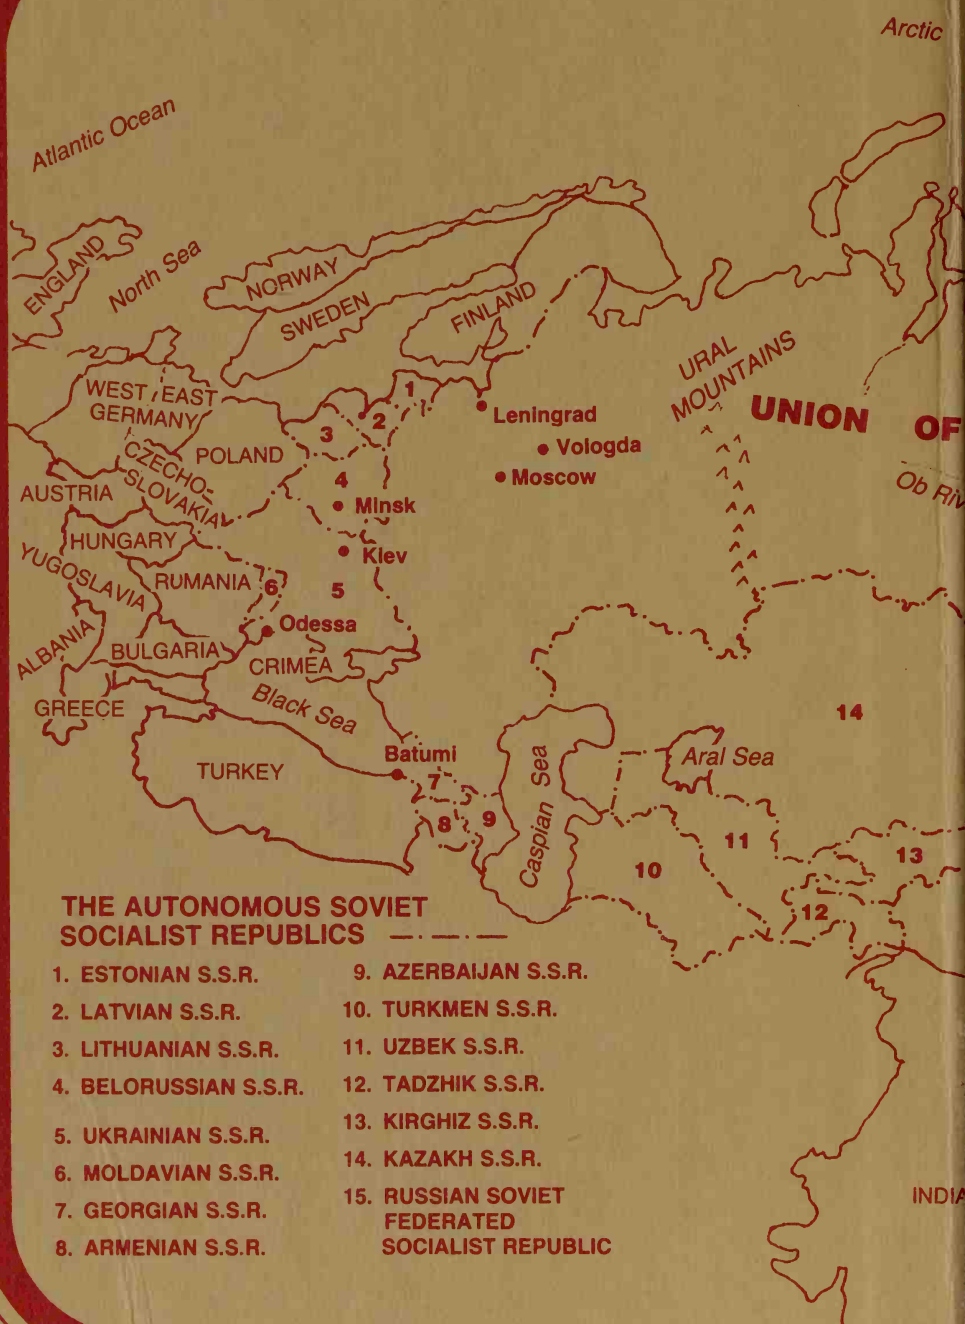 Arctic
Atlantic Ocean
North Sea
ENGLAND
NORWAY
SWEDEN
FINLAND
URAL
MOUNTAINS
UNION OF
WEST EAST
GERMANY
1
2
3
Leningrad
Vologda
Moscow
POLAND
CZECHO-
SLOVAKIA
4
Ob Riv
AUSTRIA
Minsk
HUNGARY
Kiev
YUGOSLAVIA
RUMANIA
6
5
Odessa
ALBANIA
BULGARIA
CRIMEA
GREECE
Black Sea
14
Batumi
Caspian Sea
Aral Sea
TURKEY
7
8
9
10
11
12
13
THE AUTONOMOUS SOVIET
SOCIALIST REPUBLICS
1. ESTONIAN S.S.R.
2. LATVIAN S.S.R.
3. LITHUANIAN S.S.R.
4. BELORUSSIAN S.S.R.
5. UKRAINIAN S.S.R.
6. MOLDAVIAN S.S.R.
7. GEORGIAN S.S.R.
8. ARMENIAN S.S.R.
9. AZERBAIJAN S.S.R.
10. TURKMEN S.S.R.
11. UZBEK S.S.R.
12. TADZHIK S.S.R.
13. KIRGHIZ S.S.R.
14. KAZAKH S.S.R.
15. RUSSIAN SOVIET
FEDERATED
SOCIALIST REPUBLIC
INDIA